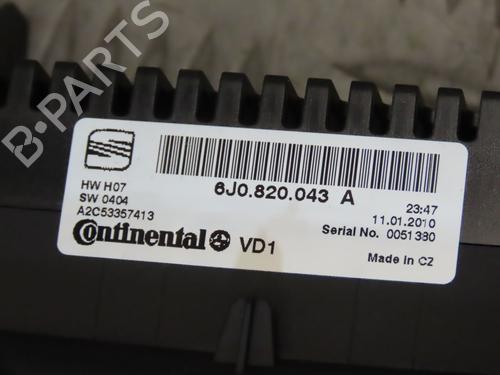 B·PARTS
6J0.820.043 A
HW H07
SW 0404
A2C53357413
23:47
11.01.2010
Serial No. 0051380
Continental VD1
Made in CZ